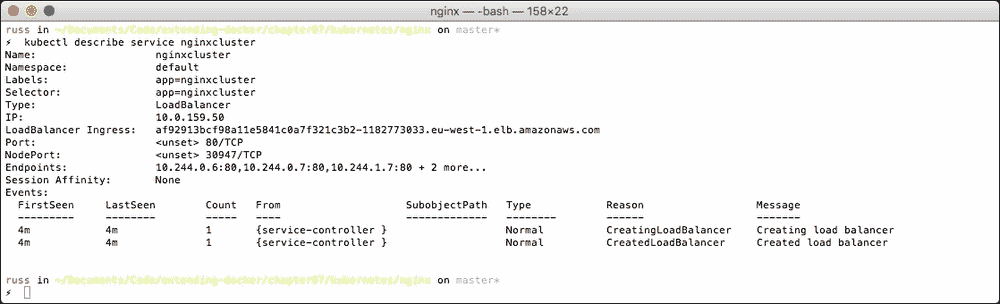 nginx — -bash — 158×22
russ in ~/Documents/Code/extending-docker/chapter07/kubernetes/nginx on master*
⚡ kubectl describe service nginxcluster
Name: nginxcluster
Namespace: default
Labels: app=nginxcluster
Selector: app=nginxcluster
Type: LoadBalancer
IP: 10.0.159.50
LoadBalancer Ingress: af92913bcf98a11e5841c0a7f321c3b2-1182773033.eu-west-1.elb.amazonaws.com
Port: <unset> 80/TCP
NodePort: <unset> 30947/TCP
Endpoints: 10.244.0.6:80,10.244.0.7:80,10.244.1.7:80 + 2 more...
Session Affinity: None
Events:
FirstSeen LastSeen Count From SubobjectPath Type Reason Message
--------- -------- ----- ---- ------------- -------- ------ -------
4m 4m 1 {service-controller } Normal CreatingLoadBalancer Creating load balancer
4m 4m 1 {service-controller } Normal CreatedLoadBalancer Created load balancer
russ in ~/Documents/Code/extending-docker/chapter07/kubernetes/nginx on master*
⚡